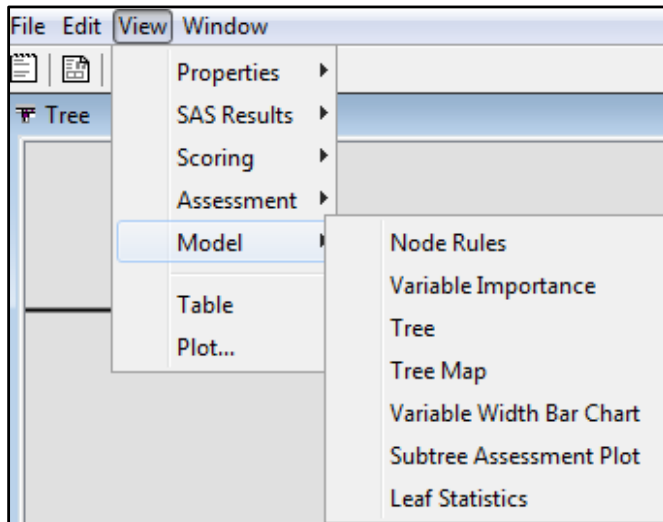 File Edit View Window
Tree
Properties
SAS Results
Scoring
Assessment
Model
Table
Plot...
Node Rules
Variable Importance
Tree
Tree Map
Variable Width Bar Chart
Subtree Assessment Plot
Leaf Statistics